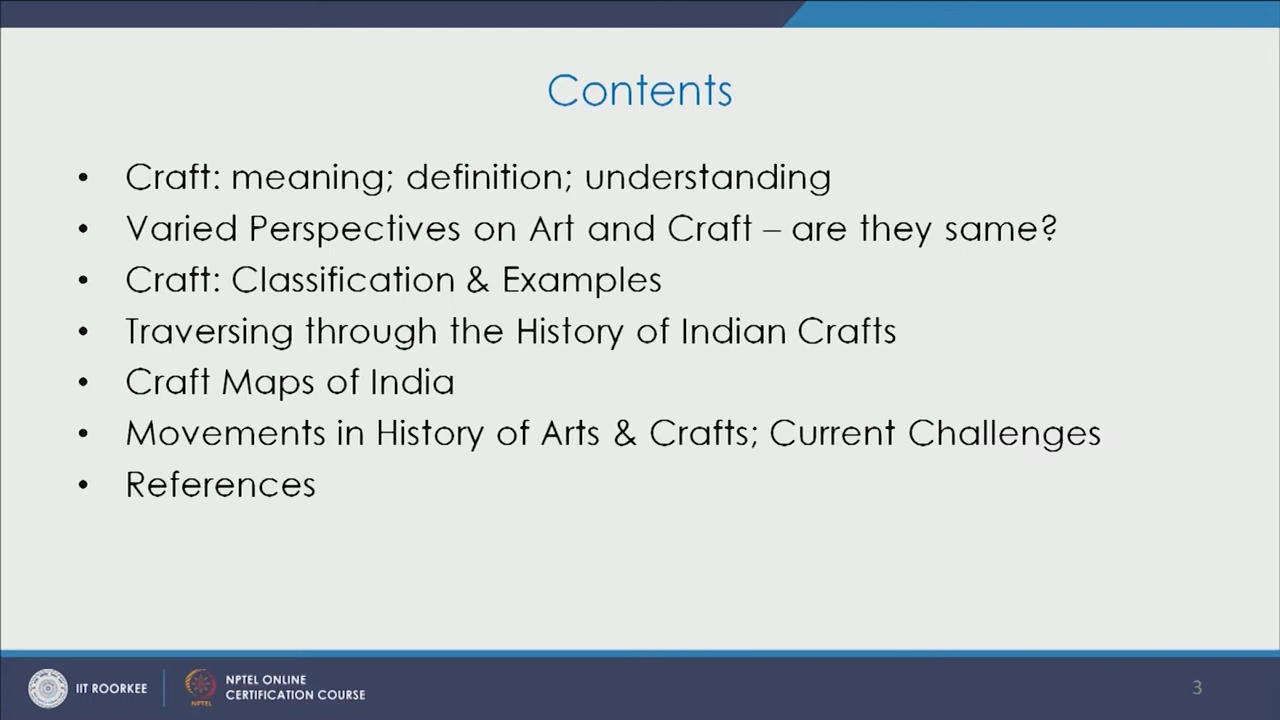 Contents
• Craft: meaning; definition; understanding
• Varied Perspectives on Art and Craft – are they same?
• Craft: Classification & Examples
• Traversing through the History of Indian Crafts
• Craft Maps of India
• Movements in History of Arts & Crafts; Current Challenges
• References
IIT ROORKEE
NPTEL
NPTEL ONLINE
CERTIFICATION COURSE
3